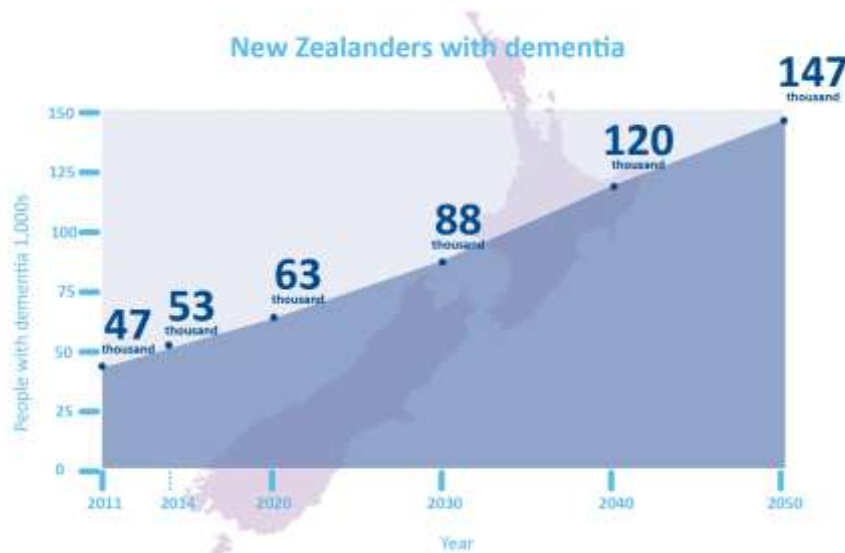 New Zealanders with dementia
147
thousand
150
120
thousand
125
88
thousand
100
63
thousand
53
thousand
75
47
thousand
50
25
0
People with dementia 1,000s
2011
2014
2020
2030
2040
2050
Year